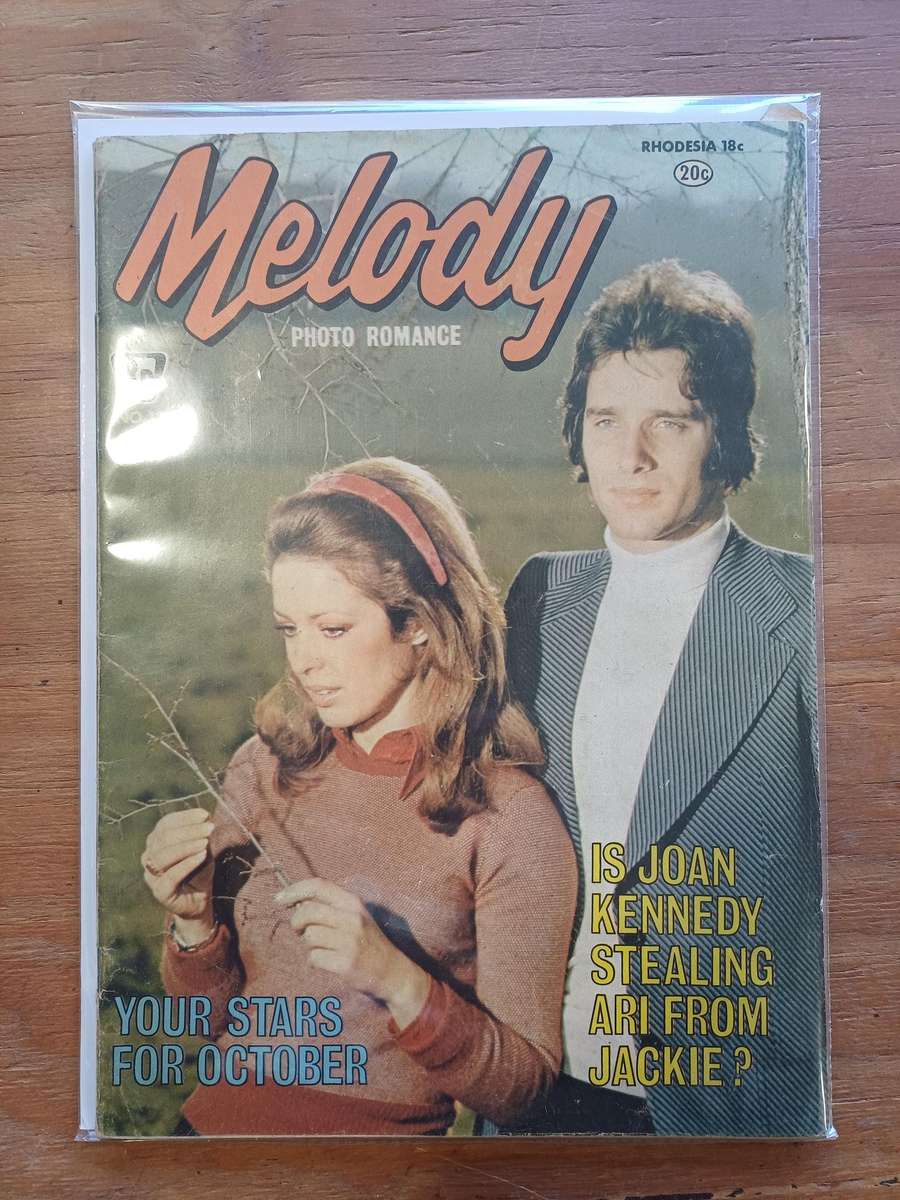 RHODESIA 18c
20c
Melody
PHOTO ROMANCE
IS JOAN
KENNEDY
STEALING
ARI FROM
JACKIE?
YOUR STARS
FOR OCTOBER